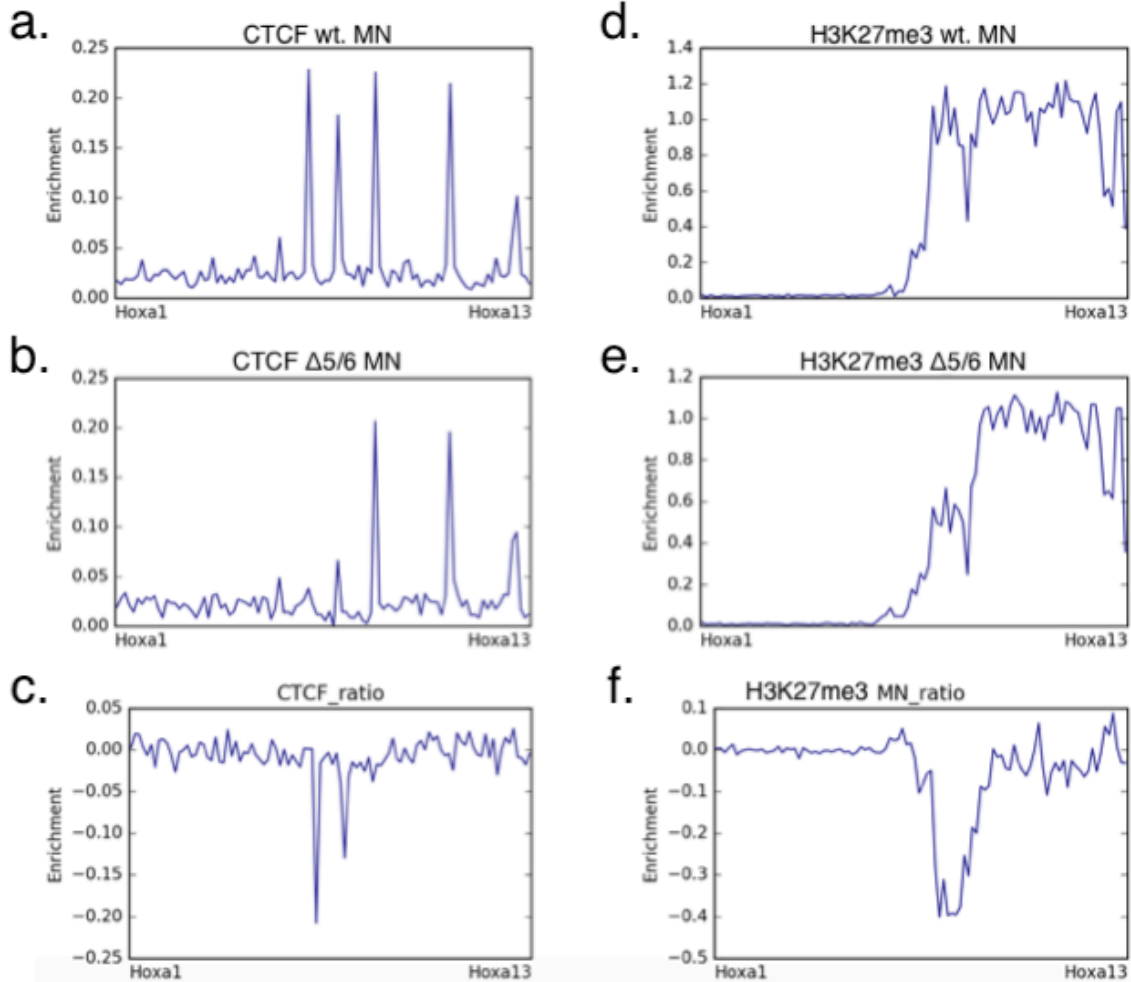 a.
CTCF wt. MN
0.25
0.20
0.15
0.10
0.05
0.00
Enrichment
Hoxa1 Hoxa13
b.
CTCF Δ5/6 MN
0.25
0.20
0.15
0.10
0.05
0.00
Enrichment
Hoxa1 Hoxa13
c.
CTCF_ratio
0.05
0.00
−0.05
−0.10
−0.15
−0.20
−0.25
Enrichment
Hoxa1 Hoxa13
d.
H3K27me3 wt. MN
1.4
1.2
1.0
0.8
0.6
0.4
0.2
0.0
Enrichment
Hoxa1 Hoxa13
e.
H3K27me3 Δ5/6 MN
1.2
1.0
0.8
0.6
0.4
0.2
0.0
Enrichment
Hoxa1 Hoxa13
f.
H3K27me3 MN_ratio
0.1
0.0
−0.1
−0.2
−0.3
−0.4
−0.5
Enrichment
Hoxa1 Hoxa13